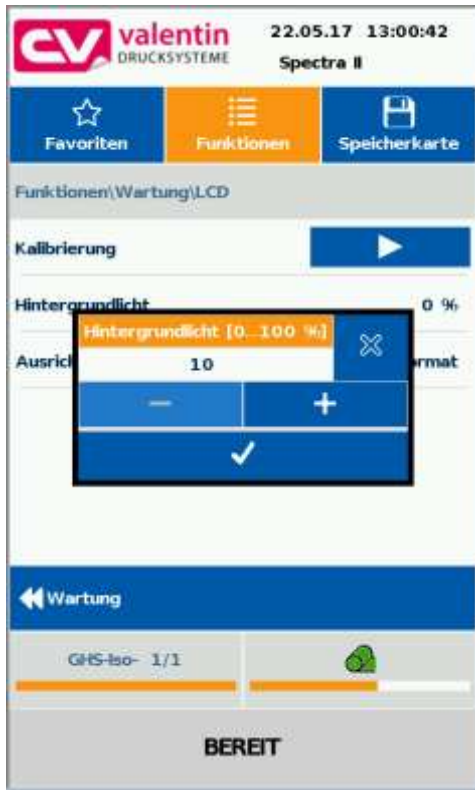 CV valentin 22.05.17 13:00:42
DRUCKSYSTEME Spectra II
Favoriten Funktionen Speicherkarte
Funktionen\Wartung\LCD
Kalibrierung
Hintergrundlicht 0 %
Hintergrundlicht [0..100 %]
10
Ausric rmat
Wartung
GHS-Iso- 1/1
BEREIT